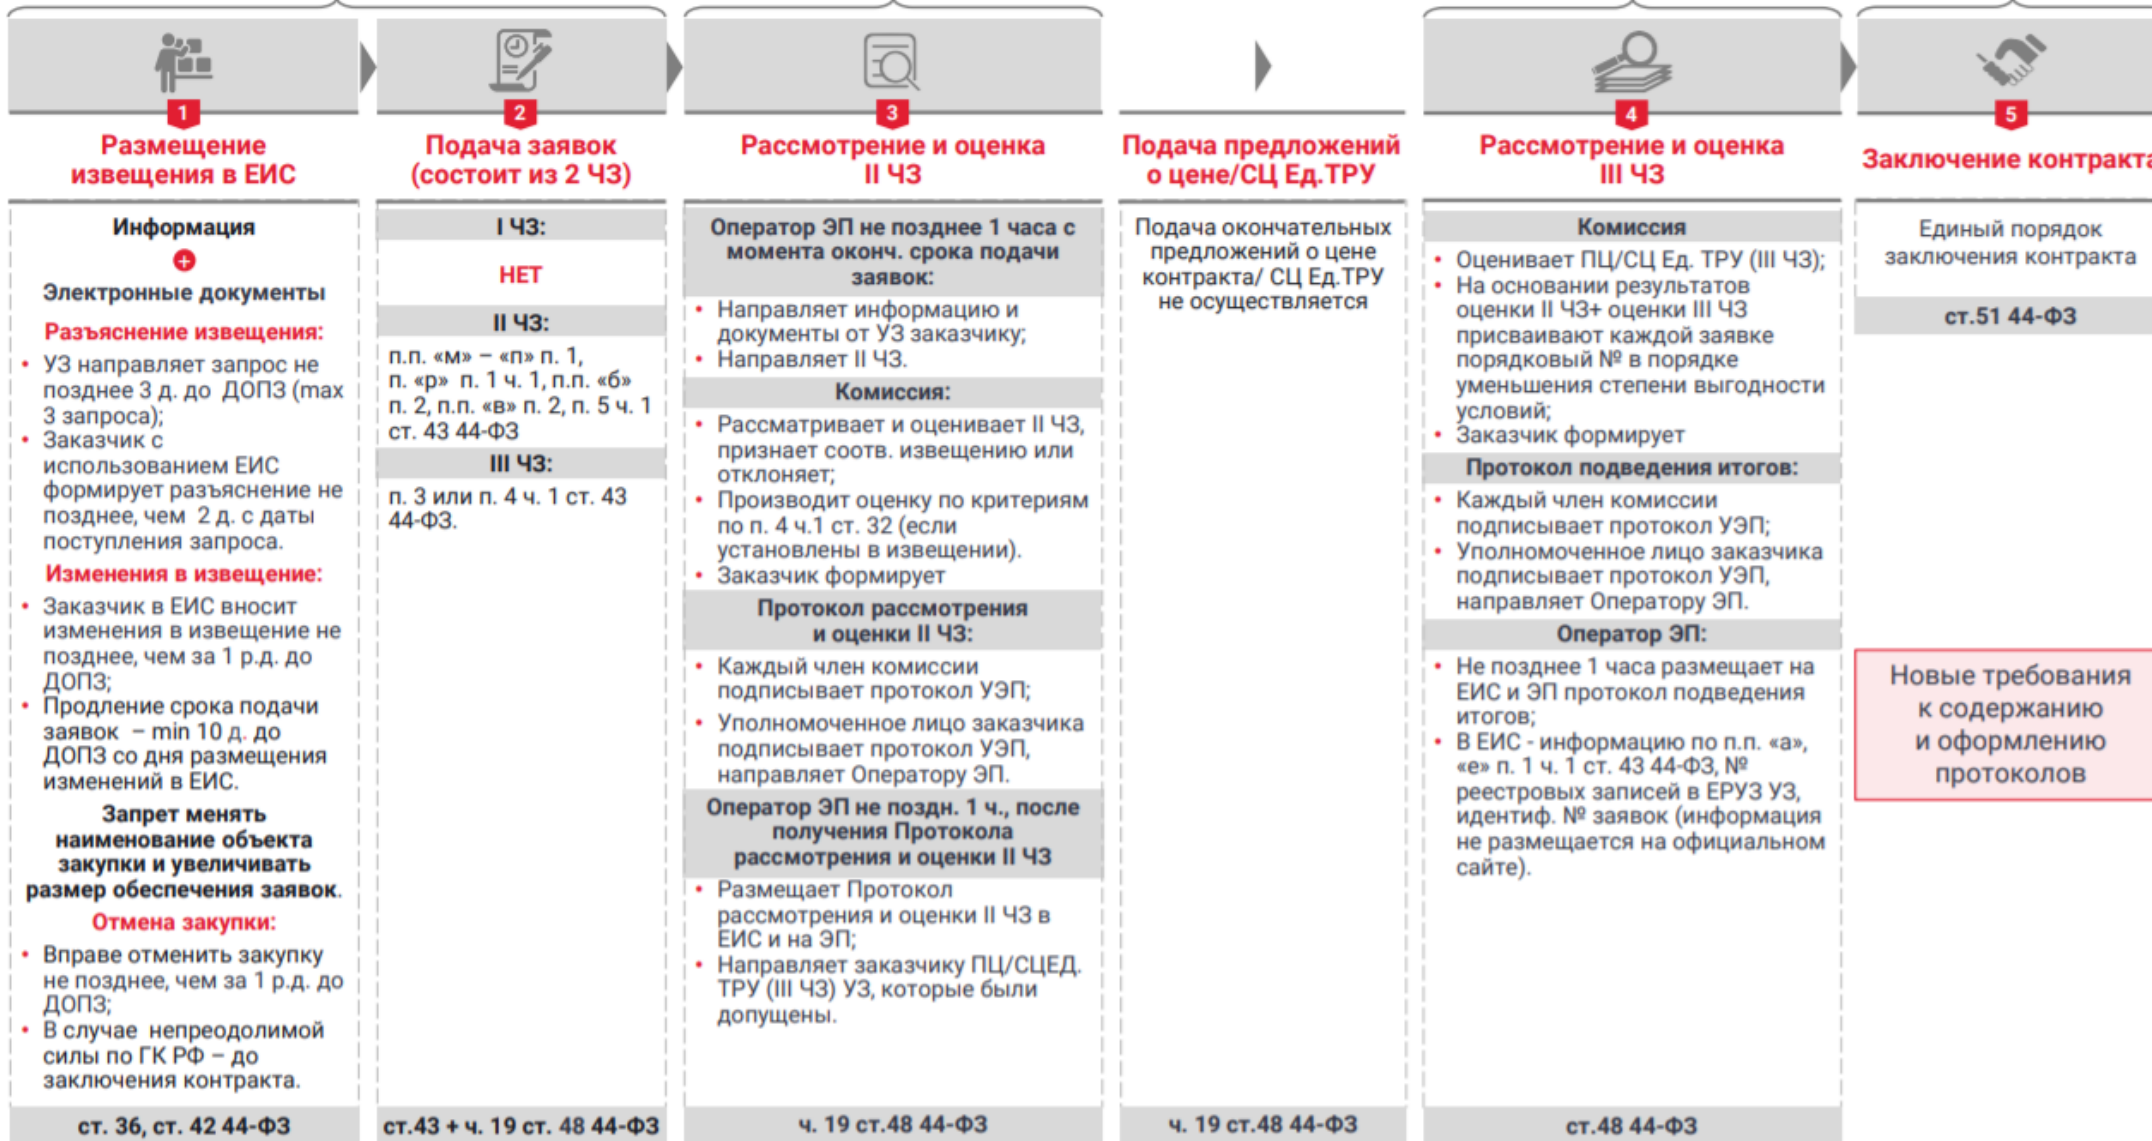 1
Размещение
извещения в ЕИС
Информация
+
Электронные документы
Разъяснение извещения:
• УЗ направляет запрос не
позднее 3 д. до ДОПЗ (max
3 запроса);
• Заказчик с
использованием ЕИС
формирует разъяснение не
позднее, чем 2 д. с даты
поступления запроса.
Изменения в извещение:
• Заказчик в ЕИС вносит
изменения в извещение не
позднее, чем за 1 р.д. до
ДОПЗ;
• Продление срока подачи
заявок – min 10 д. до
ДОПЗ со дня размещения
изменений в ЕИС.
Запрет менять
наименование объекта
закупки и увеличивать
размер обеспечения заявок.
Отмена закупки:
• Вправе отменить закупку
не позднее, чем за 1 р.д. до
ДОПЗ;
• В случае непреодолимой
силы по ГК РФ – до
заключения контракта.
ст. 36, ст. 42 44-ФЗ
2
Подача заявок
(состоит из 2 ЧЗ)
I ЧЗ:
НЕТ
II ЧЗ:
п.п. «м» – «п» п. 1,
п. «р» п. 1 ч. 1, п.п. «б»
п. 2, п.п. «в» п. 2, п. 5 ч. 1
ст. 43 44-ФЗ
III ЧЗ:
п. 3 или п. 4 ч. 1 ст. 43
44-ФЗ.
ст.43 + ч. 19 ст. 48 44-ФЗ
3
Рассмотрение и оценка
II ЧЗ
Оператор ЭП не позднее 1 часа с
момента оконч. срока подачи
заявок:
• Направляет информацию и
документы от УЗ заказчику;
• Направляет II ЧЗ.
Комиссия:
• Рассматривает и оценивает II ЧЗ,
признает соотв. извещению или
отклоняет;
• Производит оценку по критериям
по п. 4 ч.1 ст. 32 (если
установлены в извещении).
• Заказчик формирует
Протокол рассмотрения
и оценки II ЧЗ:
• Каждый член комиссии
подписывает протокол УЭП;
• Уполномоченное лицо заказчика
подписывает протокол УЭП,
направляет Оператору ЭП.
Оператор ЭП не поздн. 1 ч., после
получения Протокола
рассмотрения и оценки II ЧЗ
• Размещает Протокол
рассмотрения и оценки II ЧЗ в
ЕИС и на ЭП;
• Направляет заказчику ПЦ/СЦЕД.
ТРУ (III ЧЗ) УЗ, которые были
допущены.
ч. 19 ст.48 44-ФЗ
Подача предложений
о цене/СЦ Ед.ТРУ
Подача окончательных
предложений о цене
контракта/ СЦ Ед.ТРУ
не осуществляется
ч. 19 ст.48 44-ФЗ
4
Рассмотрение и оценка
III ЧЗ
Комиссия
• Оценивает ПЦ/СЦ Ед. ТРУ (III ЧЗ);
• На основании результатов
оценки II ЧЗ+ оценки III ЧЗ
присваивают каждой заявке
порядковый № в порядке
уменьшения степени выгодности
условий;
• Заказчик формирует
Протокол подведения итогов:
• Каждый член комиссии
подписывает протокол УЭП;
• Уполномоченное лицо заказчика
подписывает протокол УЭП,
направляет Оператору ЭП.
Оператор ЭП:
• Не позднее 1 часа размещает на
ЕИС и ЭП протокол подведения
итогов;
• В ЕИС - информацию по п.п. «а»,
«е» п. 1 ч. 1 ст. 43 44-ФЗ, №
реестровых записей в ЕРУЗ УЗ,
идентиф. № заявок (информация
не размещается на официальном
сайте).
ст.48 44-ФЗ
5
Заключение контракта
Единый порядок
заключения контракта
ст.51 44-ФЗ
Новые требования
к содержанию
и оформлению
протоколов